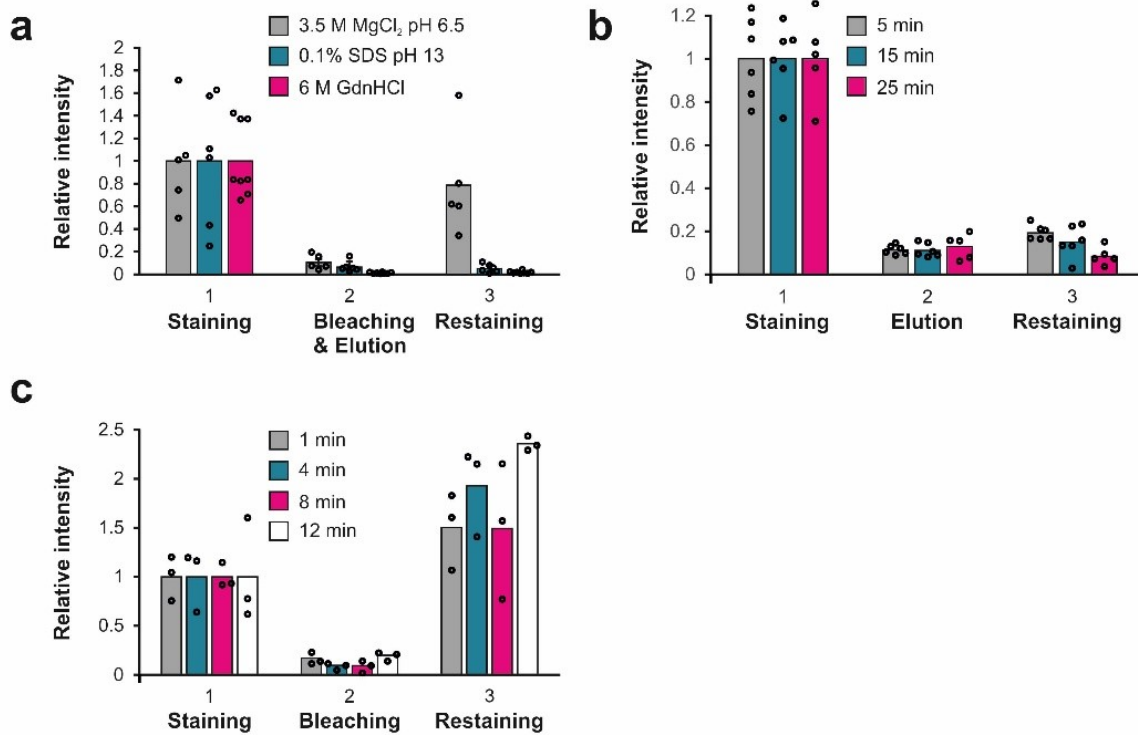 a
3.5 M MgCl₂ pH 6.5
0.1% SDS pH 13
6 M GdnHCl
Relative intensity
2
1.8
1.6
1.4
1.2
1
0.8
0.6
0.4
0.2
0
1
2
3
Staining
Bleaching
& Elution
Restaining
b
5 min
15 min
25 min
Relative intensity
1.2
1
0.8
0.6
0.4
0.2
0
1
2
3
Staining
Elution
Restaining
c
1 min
4 min
8 min
12 min
Relative intensity
2.5
2
1.5
1
0.5
0
1
2
3
Staining
Bleaching
Restaining